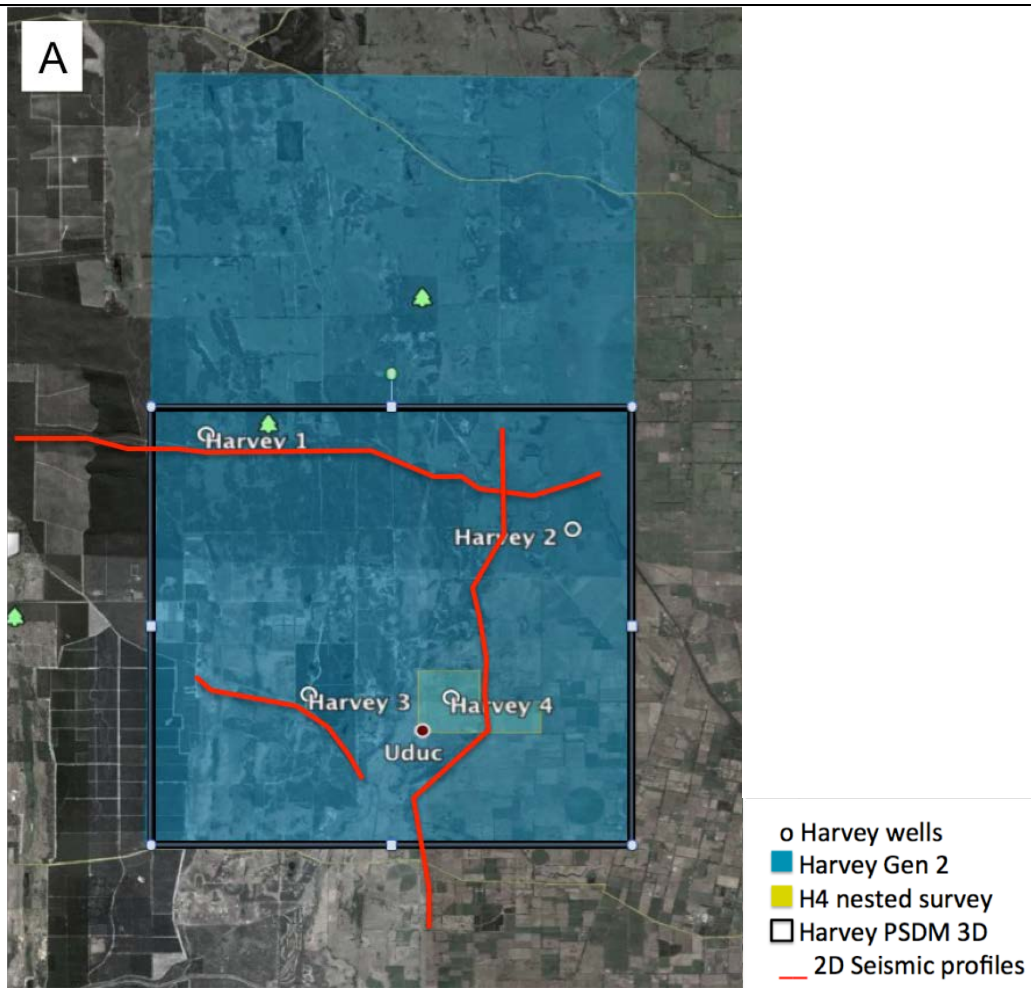 A
Harvey 1
Harvey 2
Harvey 3
Harvey 4
Uduc
o Harvey wells
Harvey Gen 2
H4 nested survey
Harvey PSDM 3D
2D Seismic profiles